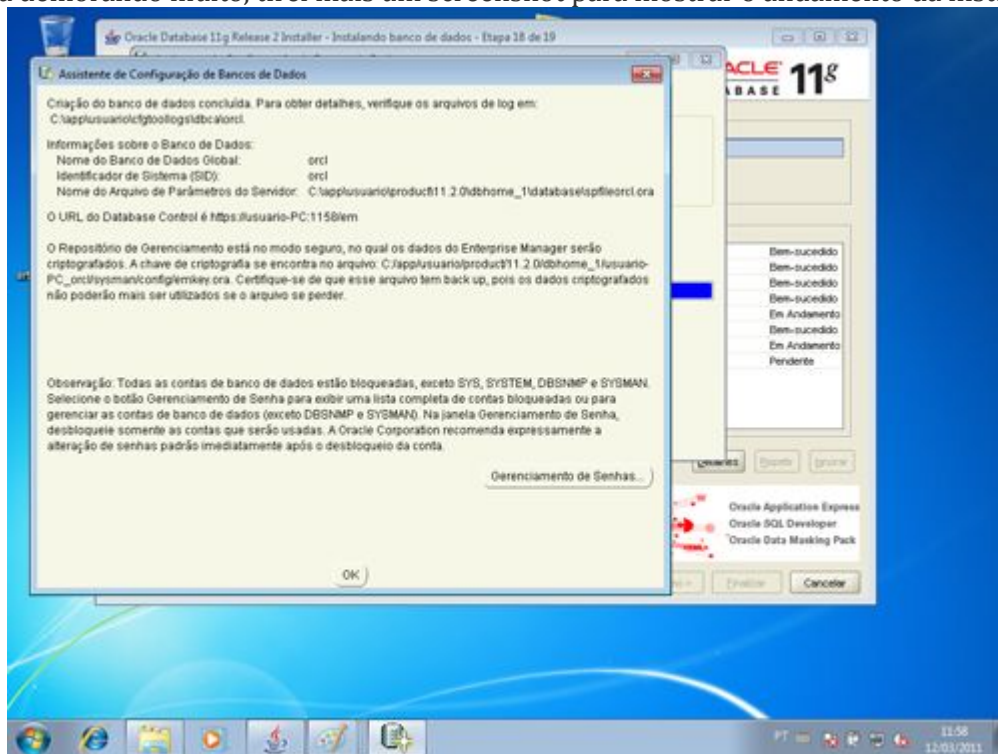 demorando muito, tirei mais um screenshot para mostrar o andamento da
Oracle Database 11g Release 2 Installer - Instalando banco de dados - Etapa 18 de 19
Assistente de Configuração de Bancos de Dados
Criação do banco de dados concluída. Para obter detalhes, verifique os arquivos de log em:
C:\app\usuario\cfgtoollogs\dbca\orcl.
Informações sobre o Banco de Dados:
Nome do Banco de Dados Global: orcl
Identificador de Sistema (SID): orcl
Nome do Arquivo de Parâmetros do Servidor: C:\app\usuario\product\11.2.0\dbhome_1\database\spfileorcl.ora
O URL do Database Control é https://usuario-PC:1158/em
O Repositório de Gerenciamento está no modo seguro, no qual os dados do Enterprise Manager serão
criptografados. A chave de criptografia se encontra no arquivo: C:/app/usuario/product/11.2.0/dbhome_1/usuario-
PC_orcl/sysman/config/emkey.ora. Certifique-se de que esse arquivo tem back up, pois os dados criptografados
não poderão mais ser utilizados se o arquivo se perder.
Observação: Todas as contas de banco de dados estão bloqueadas, exceto SYS, SYSTEM, DBSNMP e SYSMAN.
Selecione o botão Gerenciamento de Senha para exibir uma lista completa de contas bloqueadas ou para
gerenciar as contas de banco de dados (exceto DBSNMP e SYSMAN). Na janela Gerenciamento de Senha,
desbloqueie somente as contas que serão usadas. A Oracle Corporation recomenda expressamente a
alteração de senhas padrão imediatamente após o desbloqueio da conta.
Gerenciamento de Senhas...
OK
ACLE 11g
ABASE
Bem-sucedido
Bem-sucedido
Bem-sucedido
Bem-sucedido
Em Andamento
Bem-sucedido
Em Andamento
Pendente
Oracle Application Express
Oracle SQL Developer
Oracle Data Masking Pack
Cancelar
PT
11:58
12/03/2011